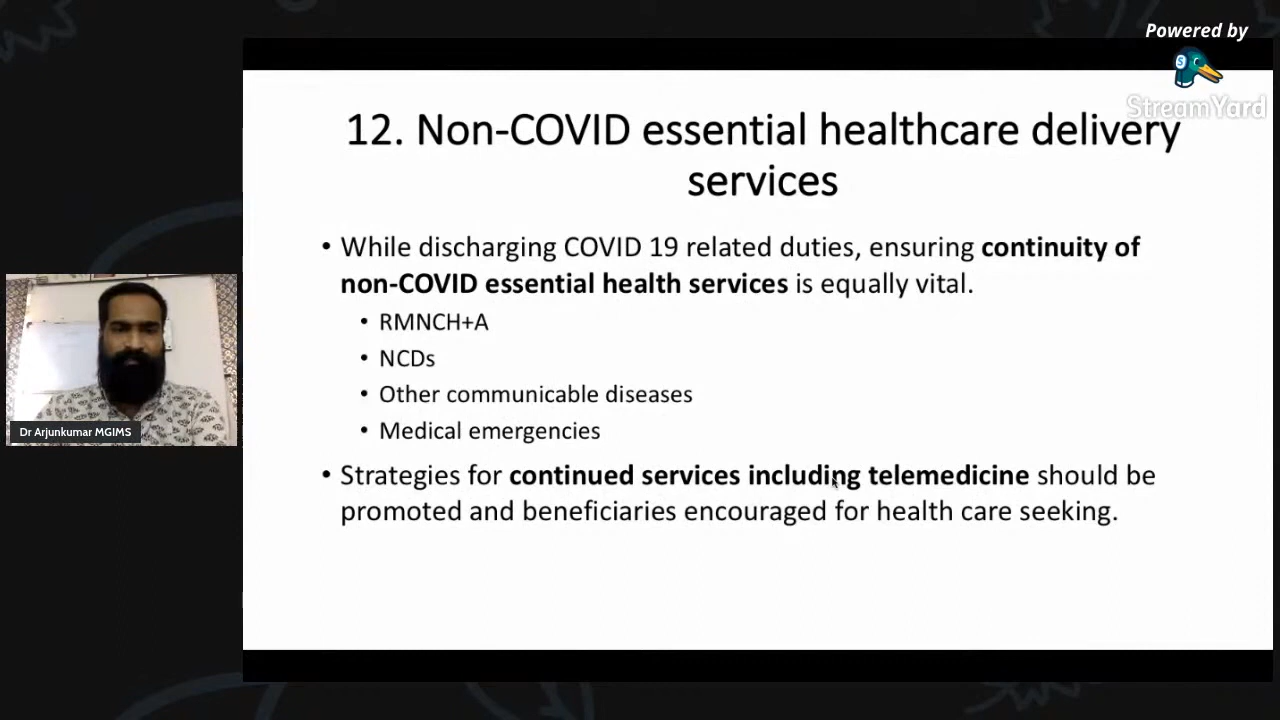 Powered by
StreamYard
12. Non-COVID essential healthcare delivery
services
• While discharging COVID 19 related duties, ensuring continuity of
non-COVID essential health services is equally vital.
• RMNCH+A
• NCDs
• Other communicable diseases
• Medical emergencies
• Strategies for continued services including telemedicine should be
promoted and beneficiaries encouraged for health care seeking.
Dr Arjunkumar MGIMS